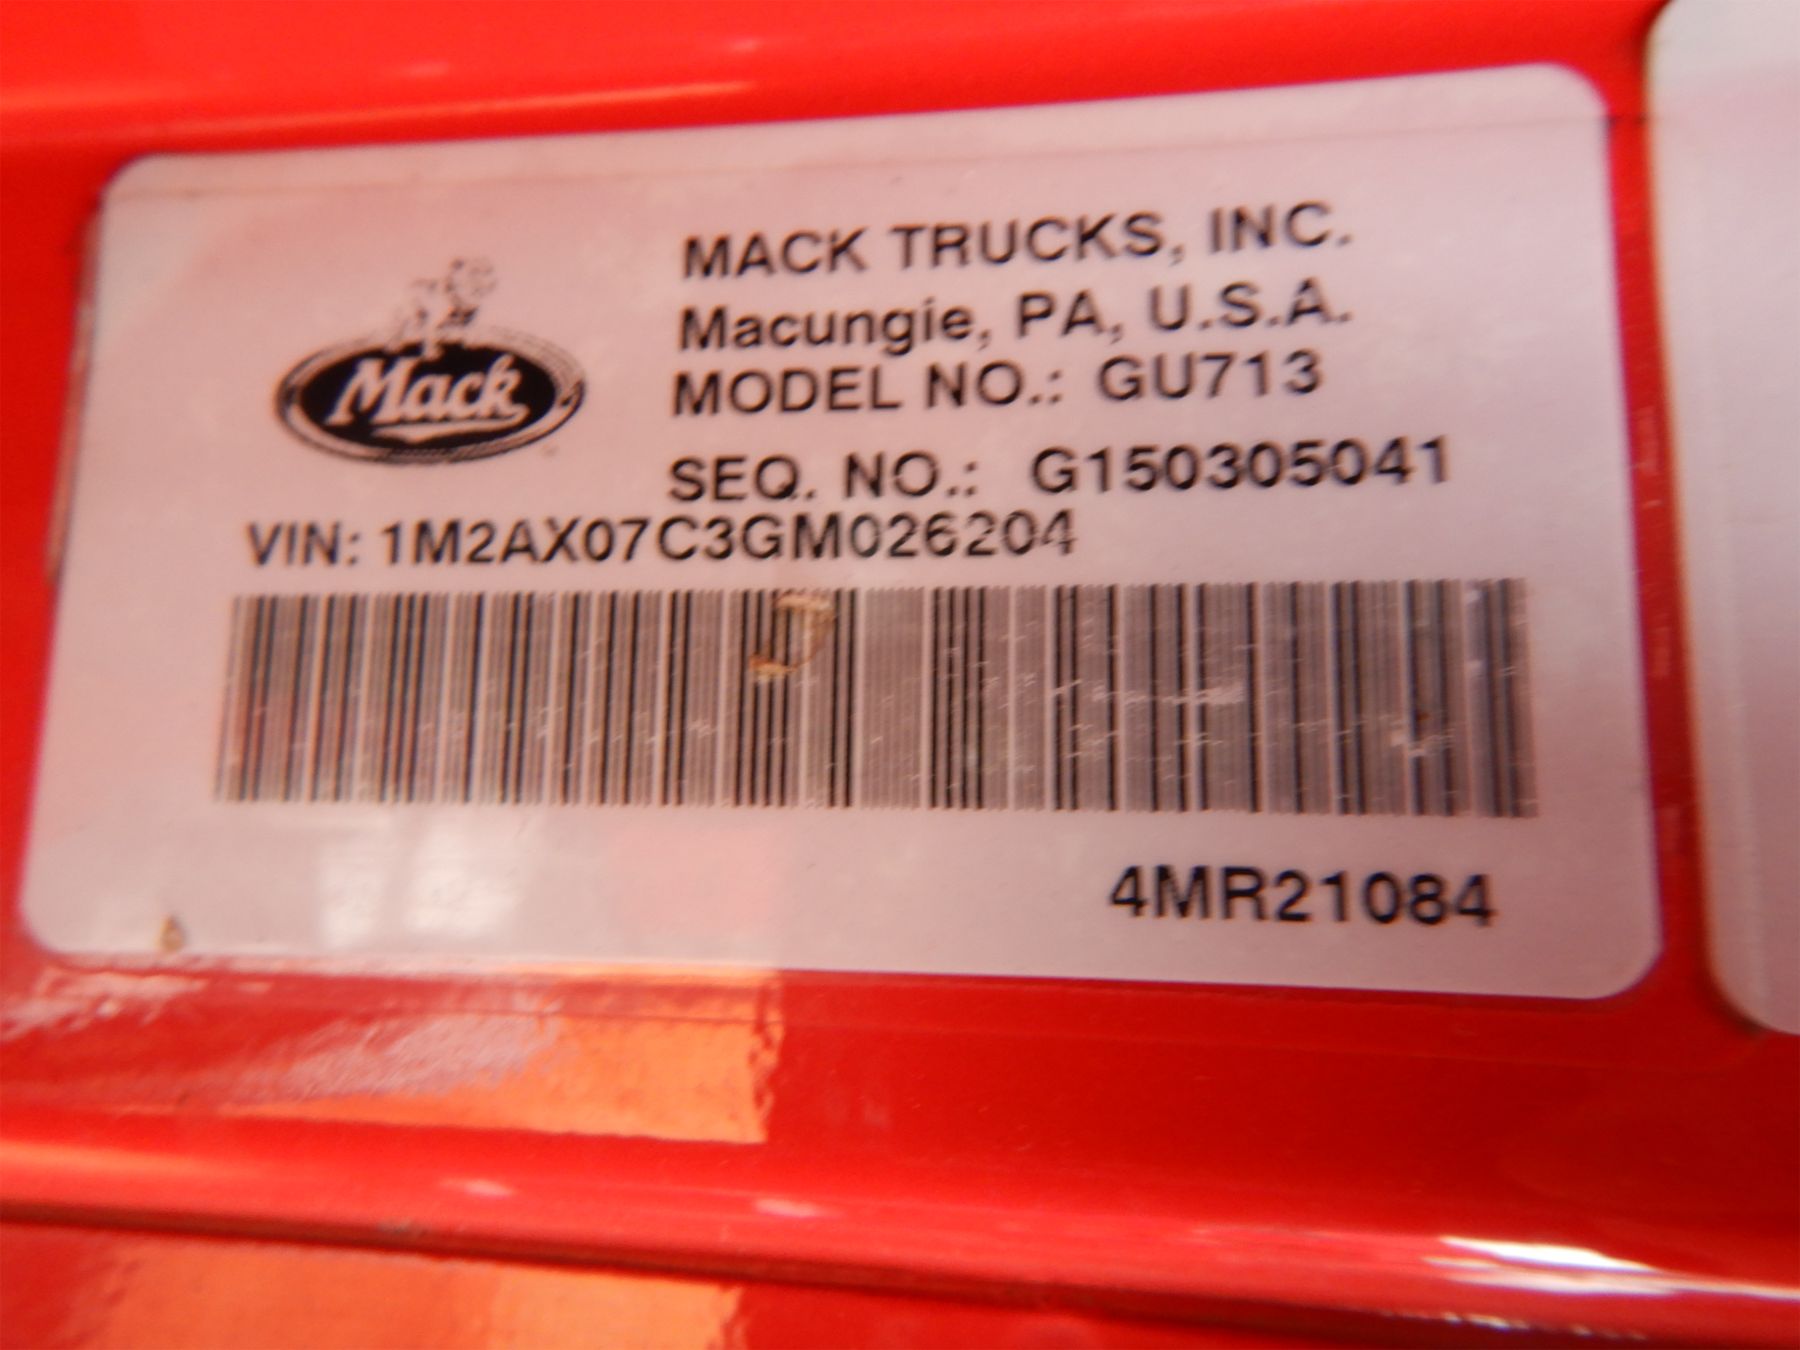 Mack
MACK TRUCKS, INC.
Macungie, PA, U.S.A.
MODEL NO.: GU713
SEQ. NO.: G150305041
VIN: 1M2AX07C3GM026204
4MR21084